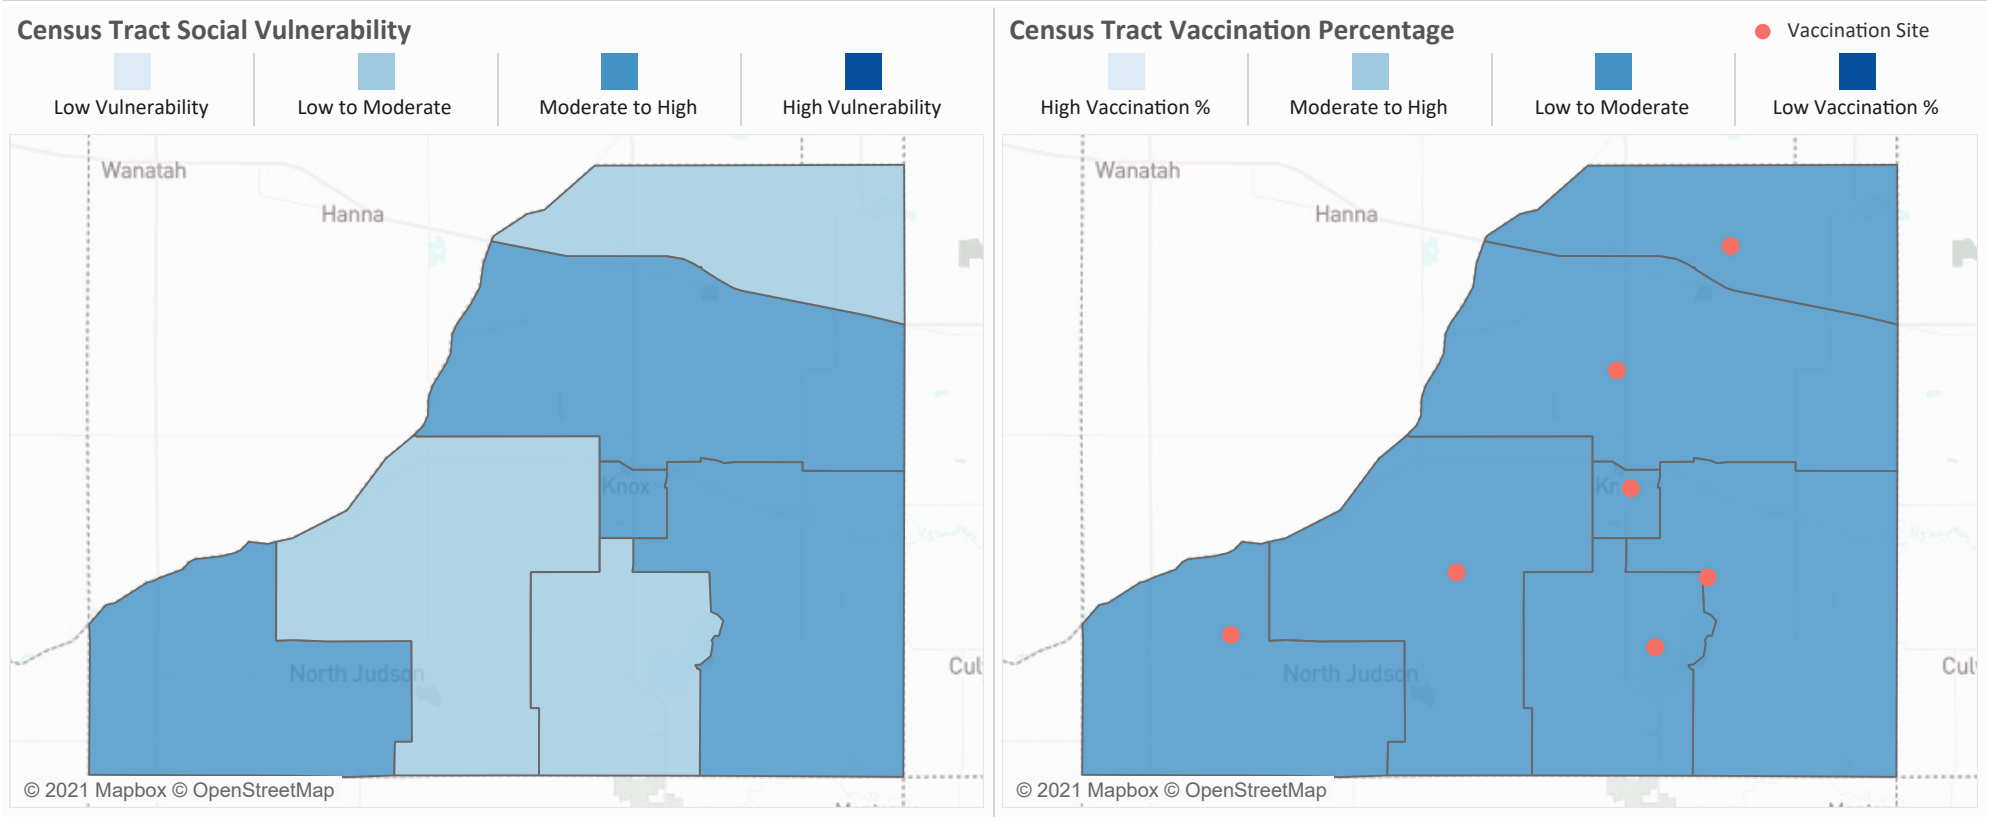 Census Tract Social Vulnerability
Low Vulnerability
Low to Moderate
Moderate to High
High Vulnerability
Wanatah
Hanna
Knox
North Judson
Cul
© 2021 Mapbox © OpenStreetMap
Census Tract Vaccination Percentage
Vaccination Site
High Vaccination %
Moderate to High
Low to Moderate
Low Vaccination %
Wanatah
Hanna
Kn
North Judson
Cul
© 2021 Mapbox © OpenStreetMap